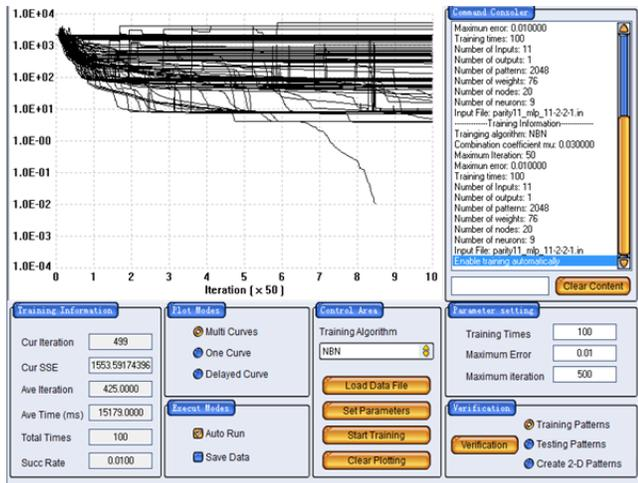 1.0E+04
1.0E+03
1.0E+02
1.0E+01
1.0E-00
1.0E-01
1.0E-02
1.0E-03
1.0E-04
0 1 2 3 4 5 6 7 8 9 10
Iteration ( × 50 )
Command Consoler
Maximun error: 0.010000
Training times: 100
Number of Inputs: 11
Number of outputs: 1
Number of patterns: 2048
Number of weights: 76
Number of nodes: 20
Number of neurons: 9
Input File: parity11_mlp_11-2-2-1.in
------------Training Information------------
Trainging algorithm: NBN
Combination coefficient mu: 0.030000
Maximum Iteration: 50
Maximun error: 0.010000
Training times: 100
Number of Inputs: 11
Number of outputs: 1
Number of patterns: 2048
Number of weights: 76
Number of nodes: 20
Number of neurons: 9
Input File: parity11_mlp_11-2-2-1.in
Enable training automatically
Clear Content
Training Information
Cur Iteration 499
Cur SSE 1553.59174396
Ave Iteration 425.0000
Ave Time (ms) 15179.0000
Total Times 100
Succ Rate 0.0100
Plot Modes
Multi Curves
One Curve
Delayed Curve
Execut Modes
Auto Run
Save Data
Control Area
Training Algorithm
NBN
Load Data File
Set Parameters
Start Training
Clear Plotting
Parameter setting
Training Times 100
Maximum Error 0.01
Maximum iteration 500
Verification
Verification
Training Patterns
Testing Patterns
Create 2-D Patterns